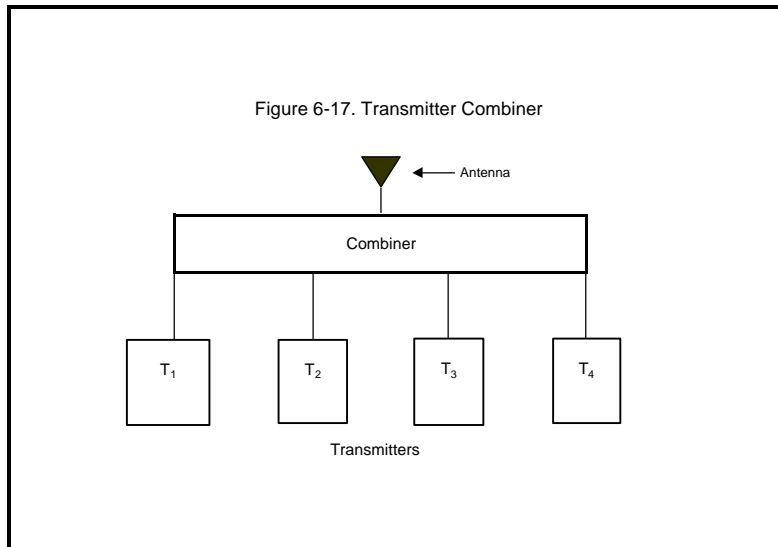 Figure 6-17. Transmitter Combiner
Antenna
Combiner
T₁ T₂ T₃ T₄
Transmitters